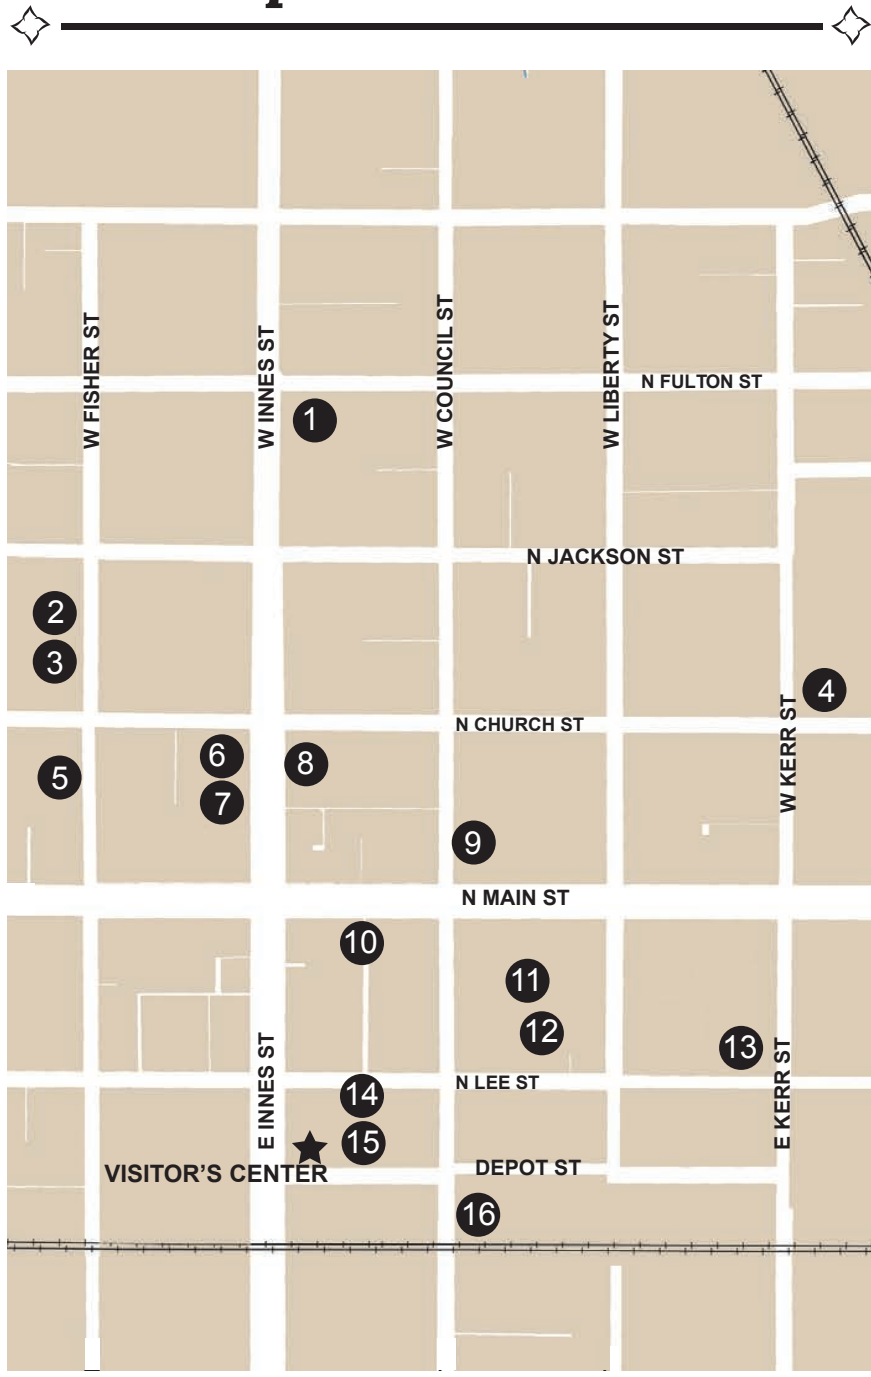 W FISHER ST
W INNES ST
W COUNCIL ST
W LIBERTY ST
N FULTON ST
1
N JACKSON ST
2
3
4
N CHURCH ST
W KERR ST
5
6
7
8
9
N MAIN ST
10
11
12
13
E INNES ST
E KERR ST
N LEE ST
14
15
VISITOR'S CENTER
DEPOT ST
16